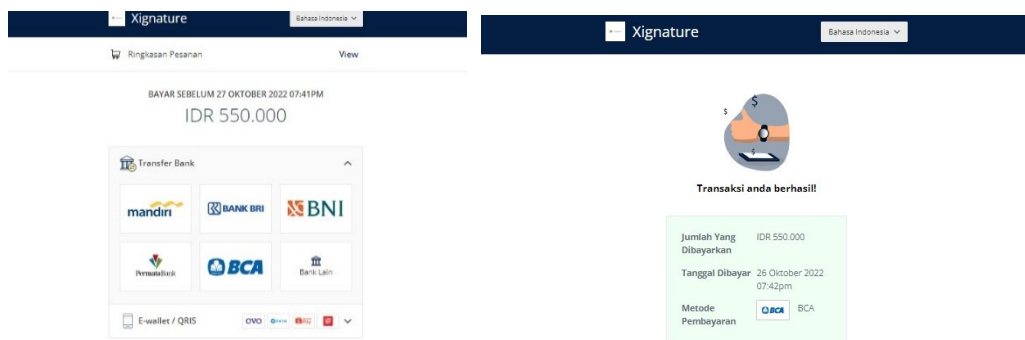 Xignature
Bahasa Indonesia
Ringkasan Pesanan
View
BAYAR SEBELUM 27 OKTOBER 2022 07:41PM
IDR 550.000
Transfer Bank
mandiri
BANK BRI
BNI
PermataBank
BCA
Bank Lain
E-wallet / QRIS
OVO
Xignature
Bahasa Indonesia
$
$
$
Transaksi anda berhasil!
Jumlah Yang Dibayarkan
IDR 550.000
Tanggal Dibayar
26 Oktober 2022
07:42pm
Metode Pembayaran
BCA
BCA